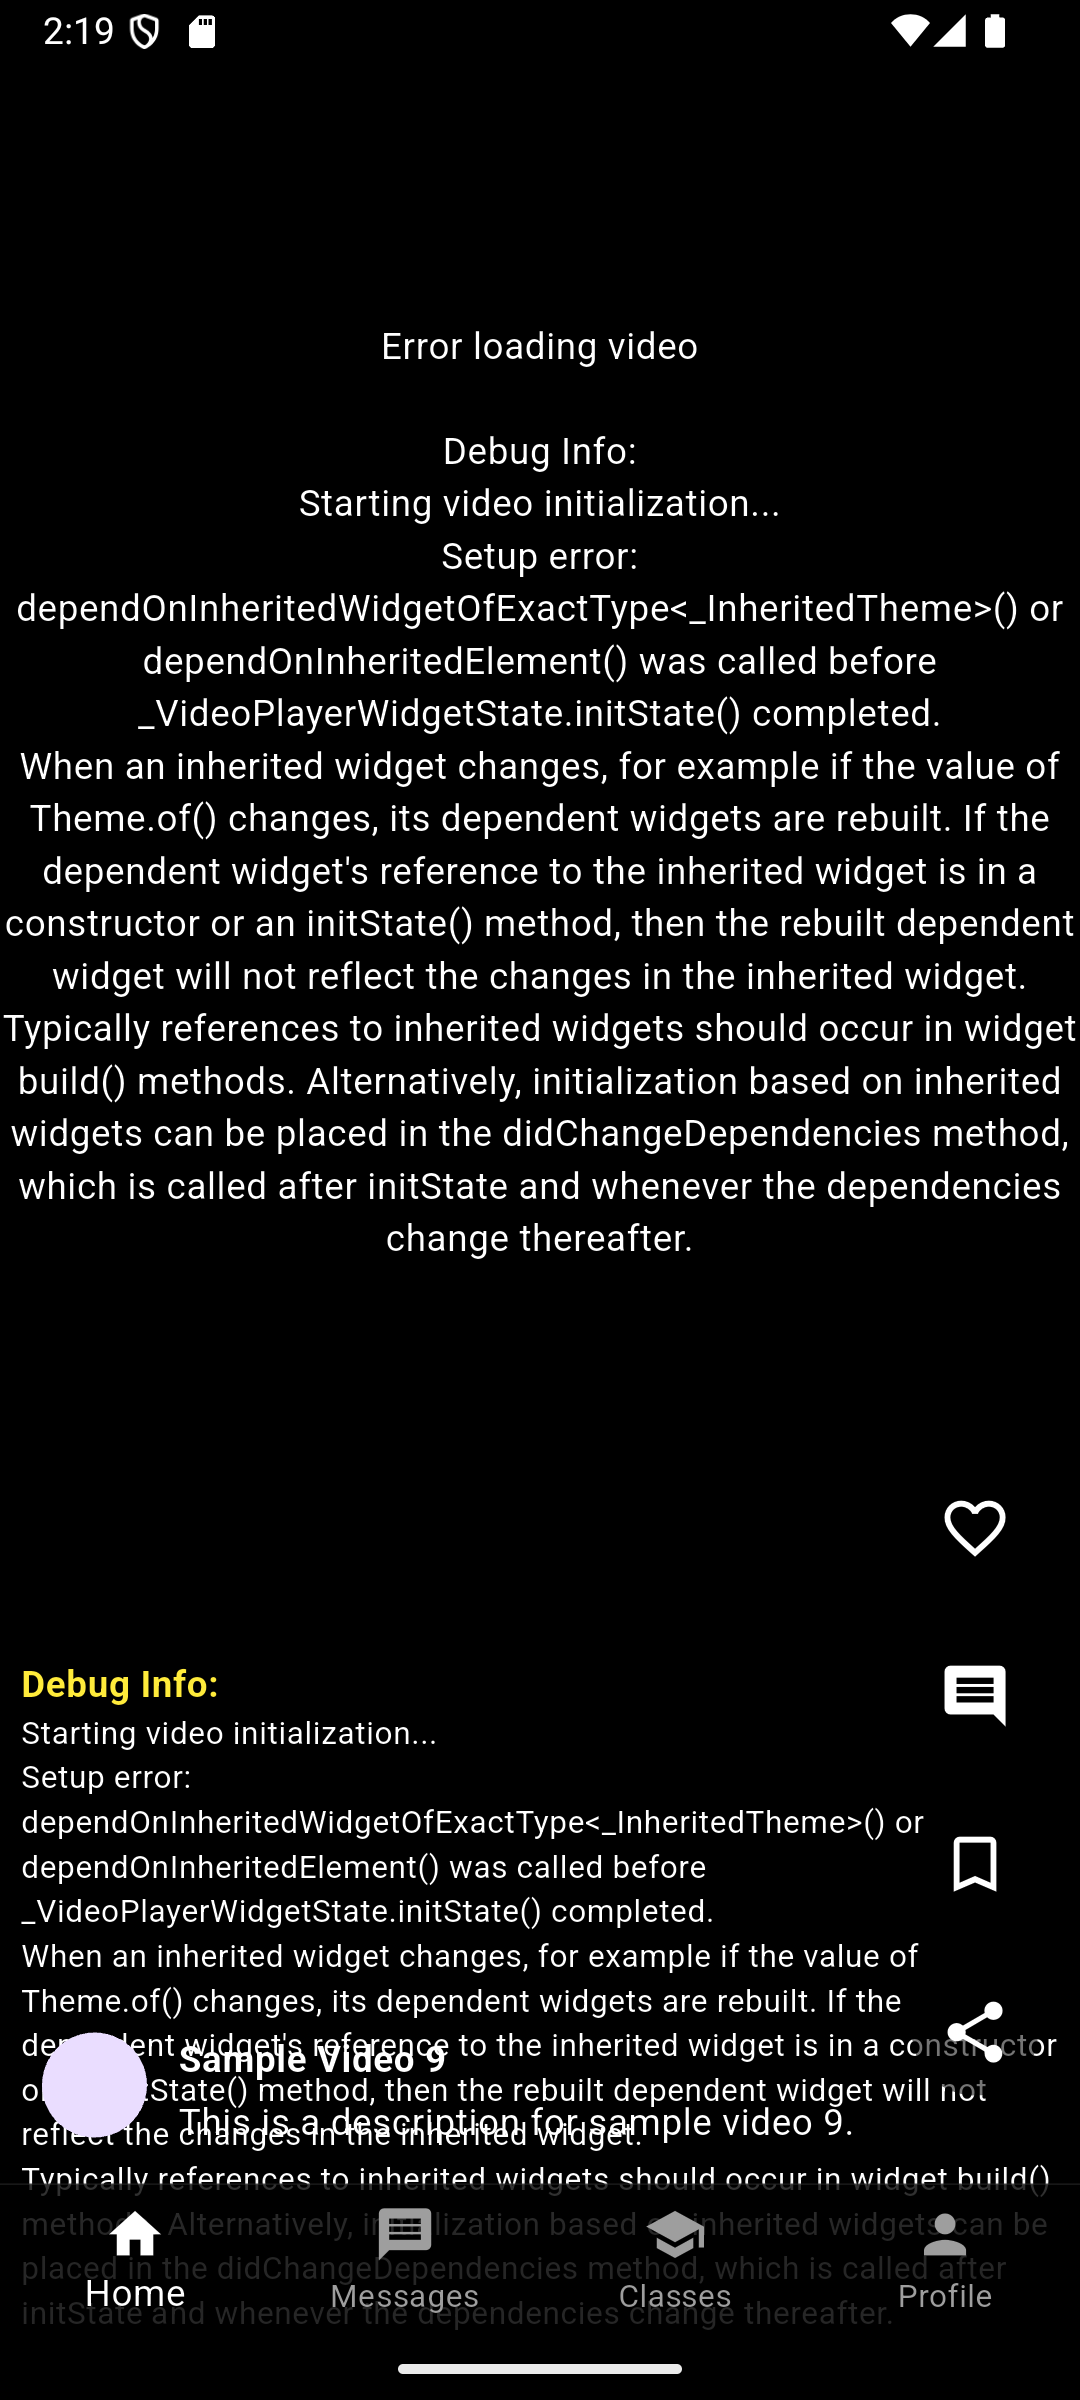 2:19
Error loading video
Debug Info:
Starting video initialization...
Setup error:
dependOnInheritedWidgetOfExactType<_InheritedTheme>() or
dependOnInheritedElement() was called before
_VideoPlayerWidgetState.initState() completed.
When an inherited widget changes, for example if the value of
Theme.of() changes, its dependent widgets are rebuilt. If the
dependent widget's reference to the inherited widget is in a
constructor or an initState() method, then the rebuilt dependent
widget will not reflect the changes in the inherited widget.
Typically references to inherited widgets should occur in widget
build() methods. Alternatively, initialization based on inherited
widgets can be placed in the didChangeDependencies method,
which is called after initState and whenever the dependencies
change thereafter.
Debug Info:
Starting video initialization...
Setup error:
dependOnInheritedWidgetOfExactType<_InheritedTheme>() or
dependOnInheritedElement() was called before
_VideoPlayerWidgetState.initState() completed.
When an inherited widget changes, for example if the value of
Theme.of() changes, its dependent widgets are rebuilt. If the
widget's reference to the inherited widget is in a constructor
Sample Video 9
method, then the rebuilt dependent widget will not
This is a description for sample video 9.
reflect the changes in the inherited widget.
Typically references to inherited widgets should occur in widget build()
Alternatively, based inherited widgets can be
placed in the didChangeDependencies method, which is called after
initState and whenever the dependencies change thereafter.
Home
Messages
Classes
Profile